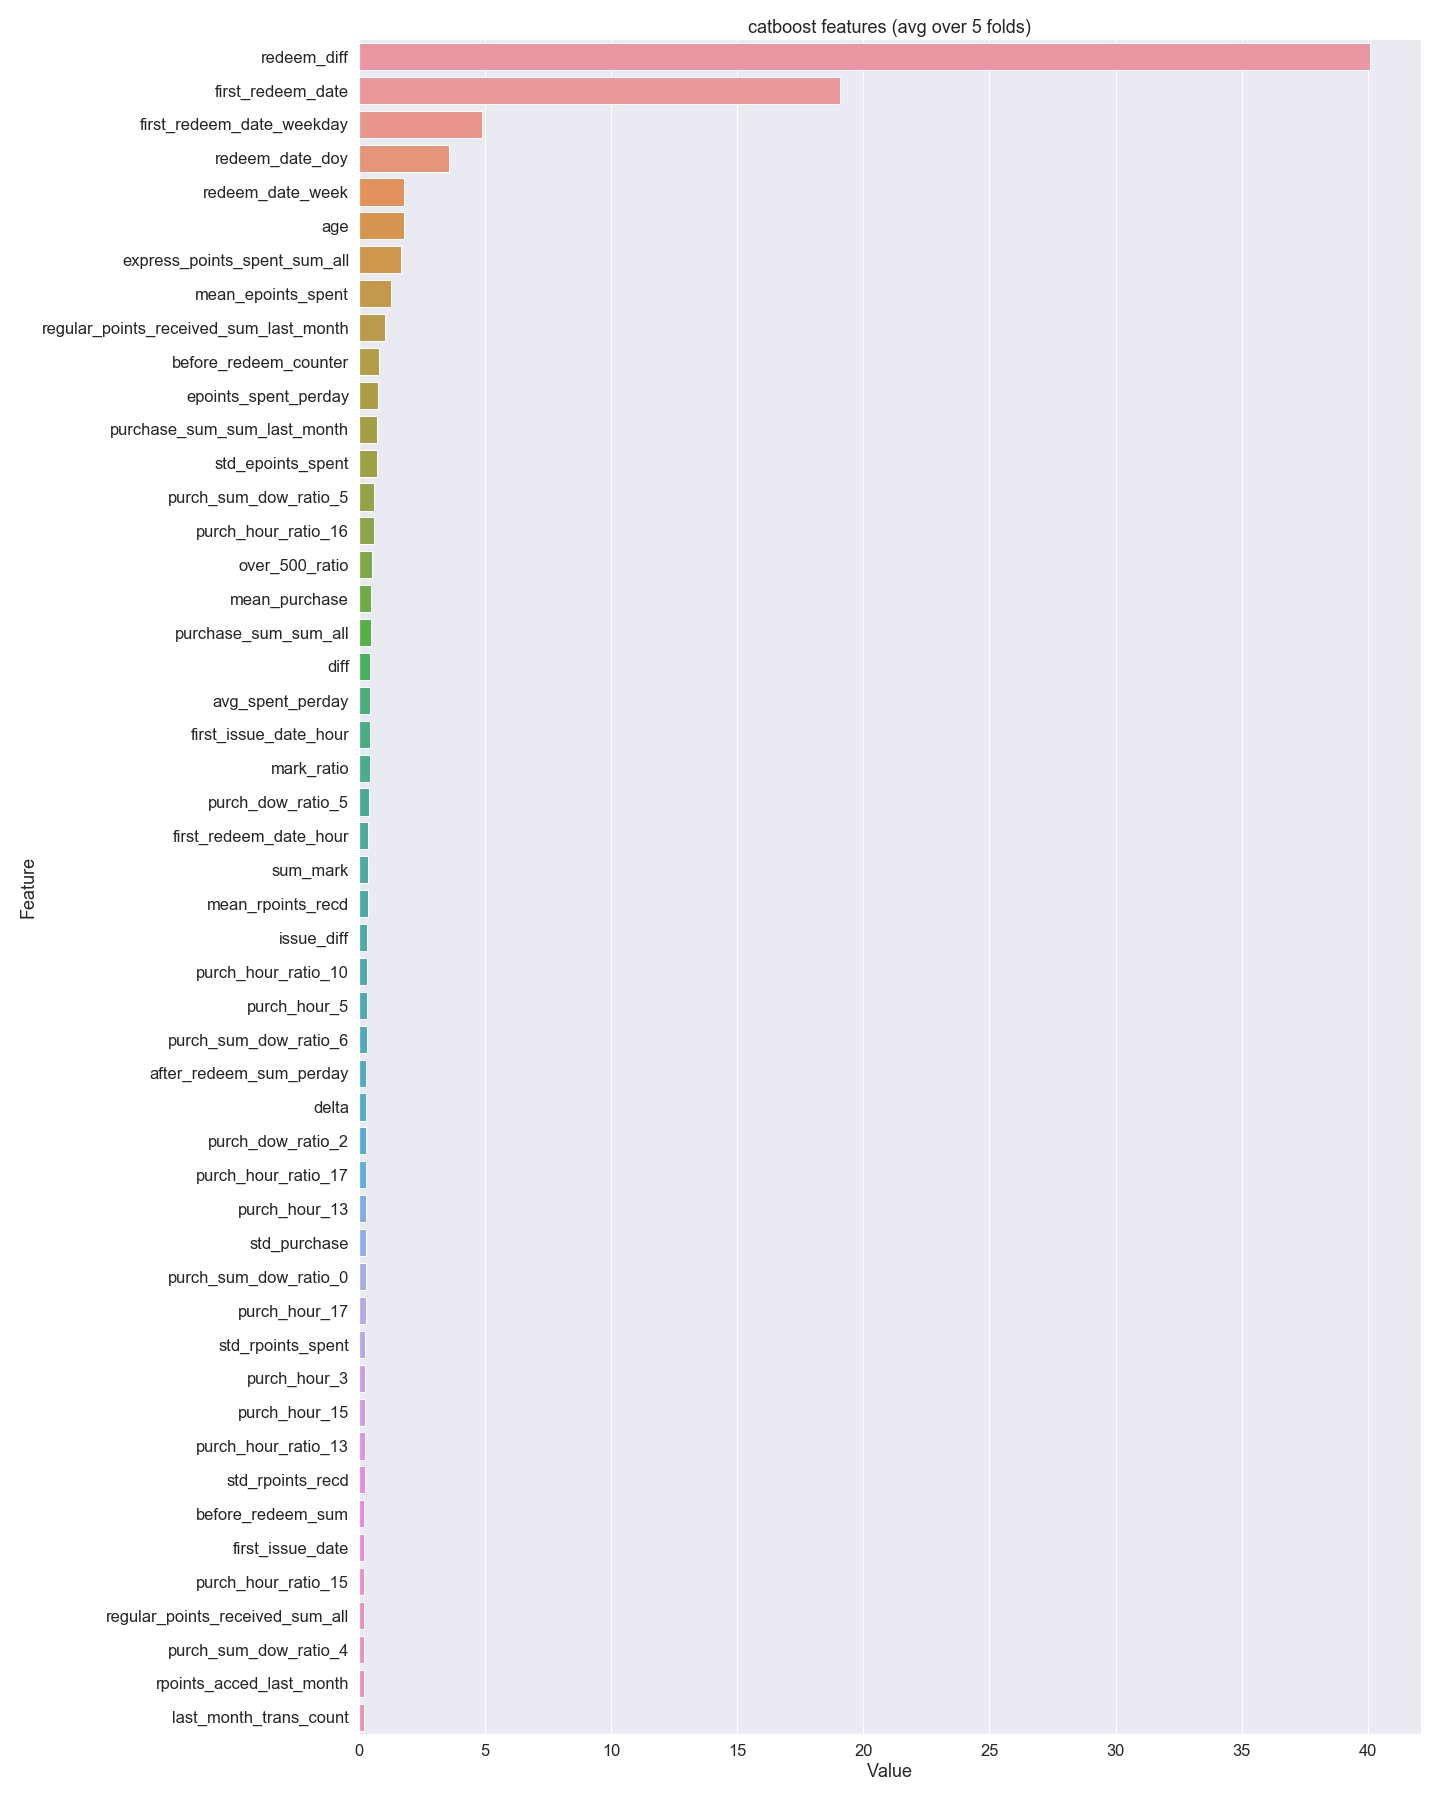 catboost features (avg over 5 folds)
redeem_diff
first_redeem_date
first_redeem_date_weekday
redeem_date_doy
redeem_date_week
age
express_points_spent_sum_all
mean_epoints_spent
regular_points_received_sum_last_month
before_redeem_counter
epoints_spent_perday
purchase_sum_sum_last_month
std_epoints_spent
purch_sum_dow_ratio_5
purch_hour_ratio_16
over_500_ratio
mean_purchase
purchase_sum_sum_all
diff
avg_spent_perday
first_issue_date_hour
mark_ratio
purch_dow_ratio_5
first_redeem_date_hour
sum_mark
mean_rpoints_recd
issue_diff
purch_hour_ratio_10
purch_hour_5
purch_sum_dow_ratio_6
after_redeem_sum_perday
delta
purch_dow_ratio_2
purch_hour_ratio_17
purch_hour_13
std_purchase
purch_sum_dow_ratio_0
purch_hour_17
std_rpoints_spent
purch_hour_3
purch_hour_15
purch_hour_ratio_13
std_rpoints_recd
before_redeem_sum
first_issue_date
purch_hour_ratio_15
regular_points_received_sum_all
purch_sum_dow_ratio_4
rpoints_acced_last_month
last_month_trans_count
Feature
0 5 10 15 20 25 30 35 40
Value